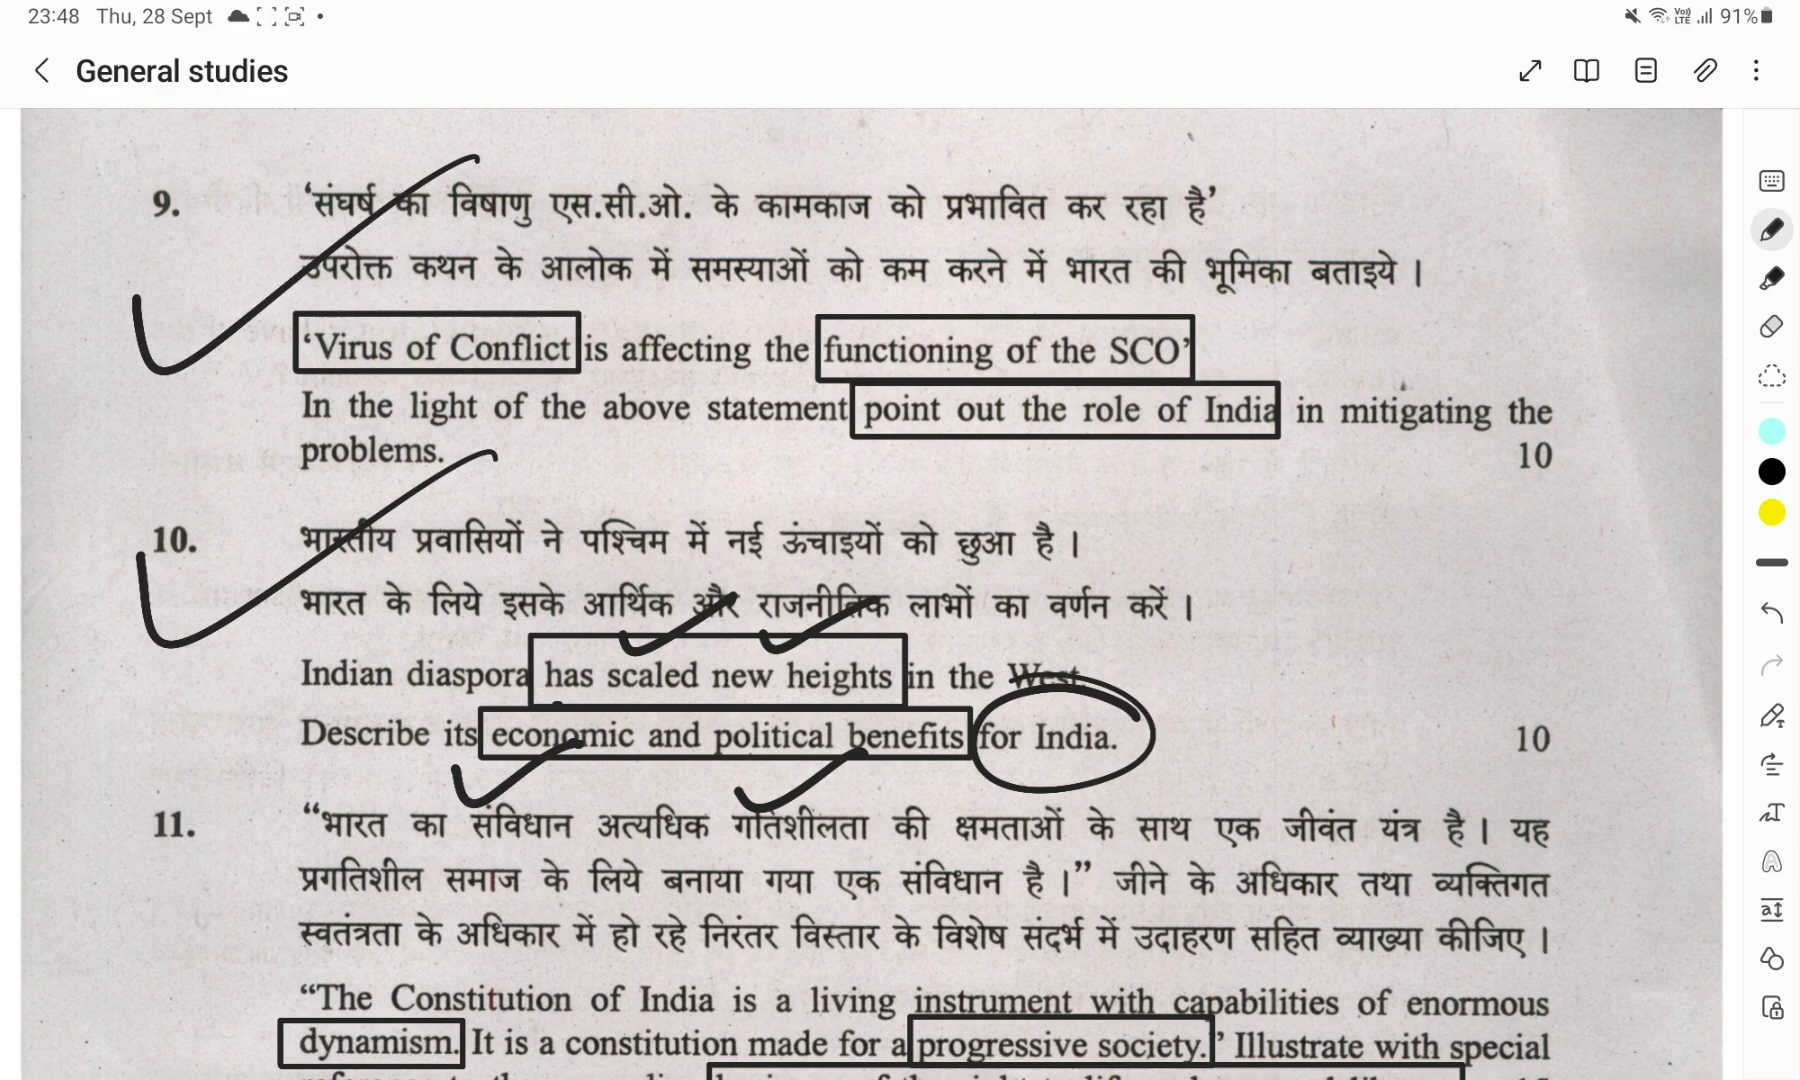 23:48 Thu, 28 Sept
Vo)) LTE 91%
General studies
9. ‘संघर्ष का विषाणु एस.सी.ओ. के कामकाज को प्रभावित कर रहा है’
उपरोक्त कथन के आलोक में समस्याओं को कम करने में भारत की भूमिका बताइये ।
‘Virus of Conflict is affecting the functioning of the SCO’
In the light of the above statement point out the role of India in mitigating the
problems. 10
10. भारतीय प्रवासियों ने पश्चिम में नई ऊंचाइयों को छुआ है ।
भारत के लिये इसके आर्थिक और राजनीतिक लाभों का वर्णन करें ।
Indian diaspora has scaled new heights in the West.
Describe its economic and political benefits for India. 10
11. “भारत का संविधान अत्यधिक गतिशीलता की क्षमताओं के साथ एक जीवंत यंत्र है । यह
प्रगतिशील समाज के लिये बनाया गया एक संविधान है ।” जीने के अधिकार तथा व्यक्तिगत
स्वतंत्रता के अधिकार में हो रहे निरंतर विस्तार के विशेष संदर्भ में उदाहरण सहित व्याख्या कीजिए ।
“The Constitution of India is a living instrument with capabilities of enormous
dynamism. It is a constitution made for a progressive society.’ Illustrate with special